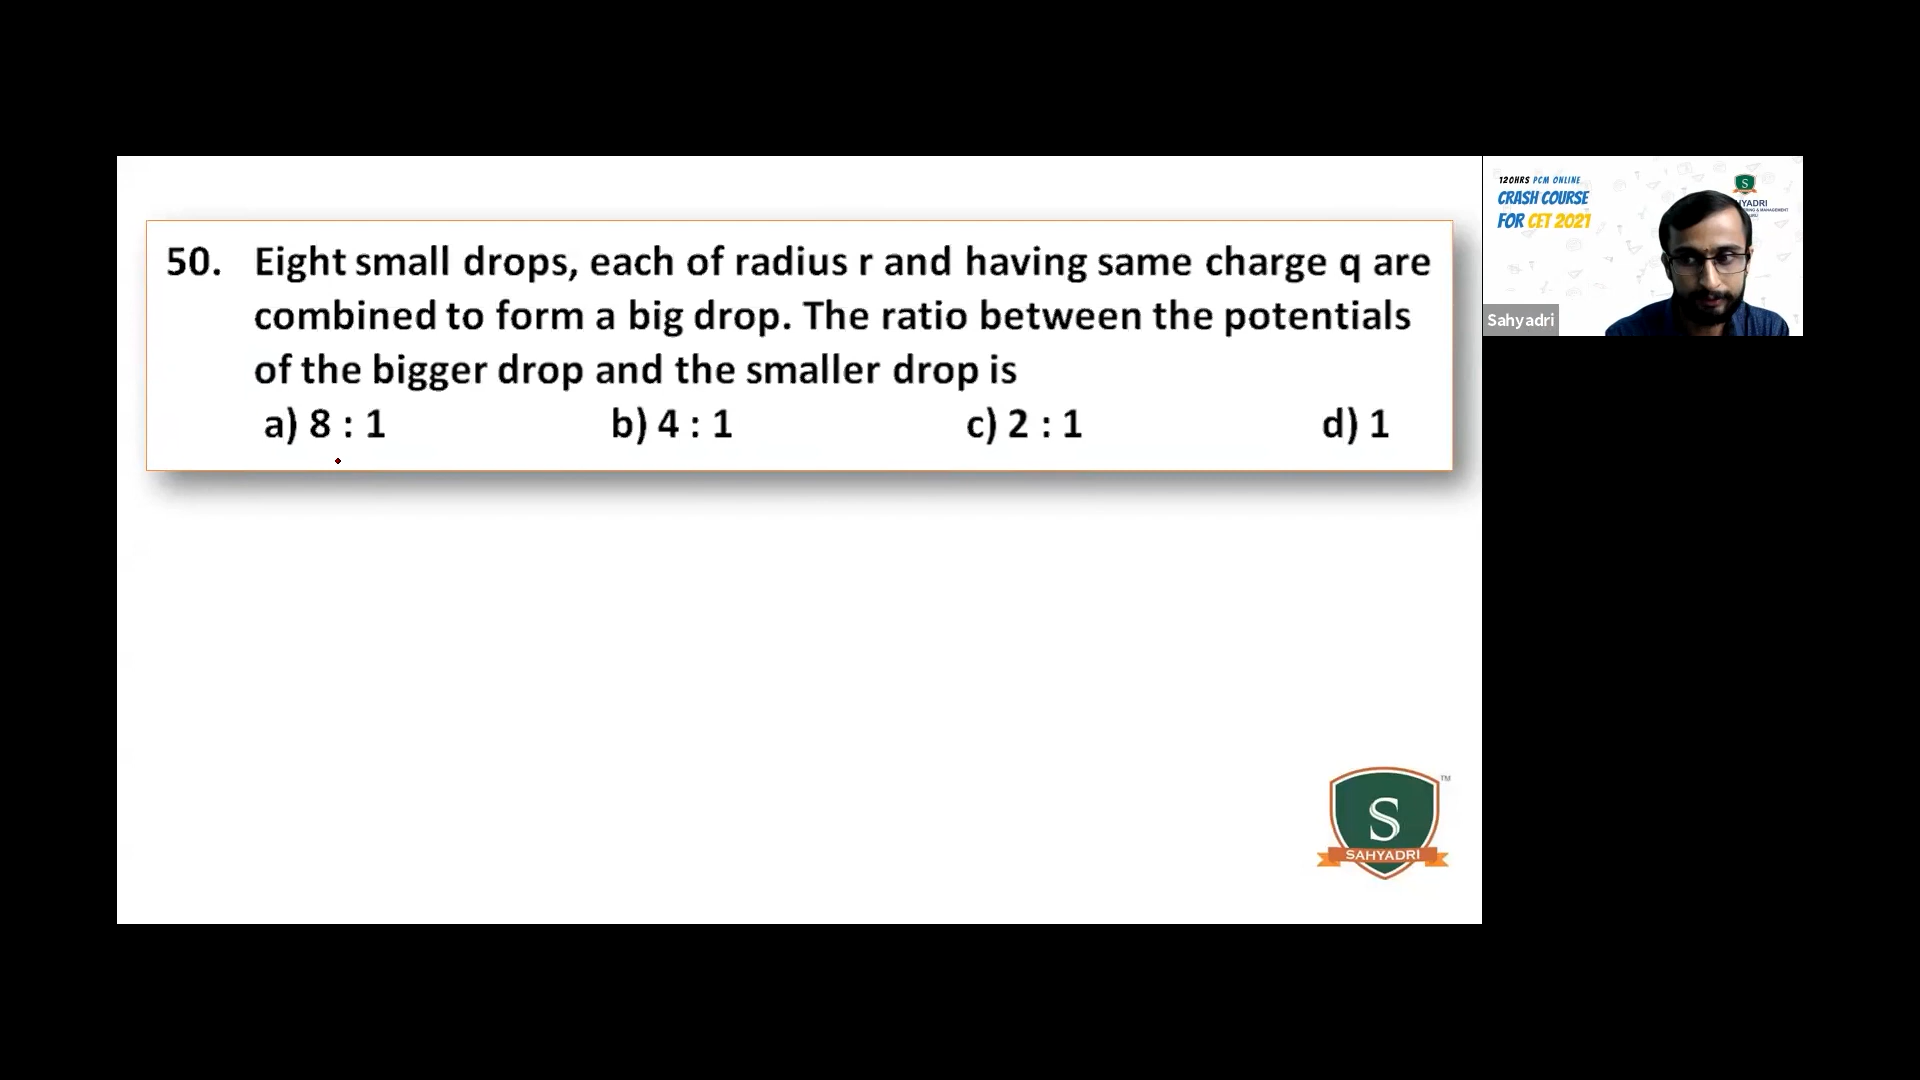 50. Eight small drops, each of radius r and having same charge q are
combined to form a big drop. The ratio between the potentials
of the bigger drop and the smaller drop is
a) 8 : 1 b) 4 : 1 c) 2 : 1 d) 1
120HRS PCM ONLINE
CRASH COURSE
FOR CET 2021
S
HYADRI
Sahyadri
S
TM
SAHYADRI